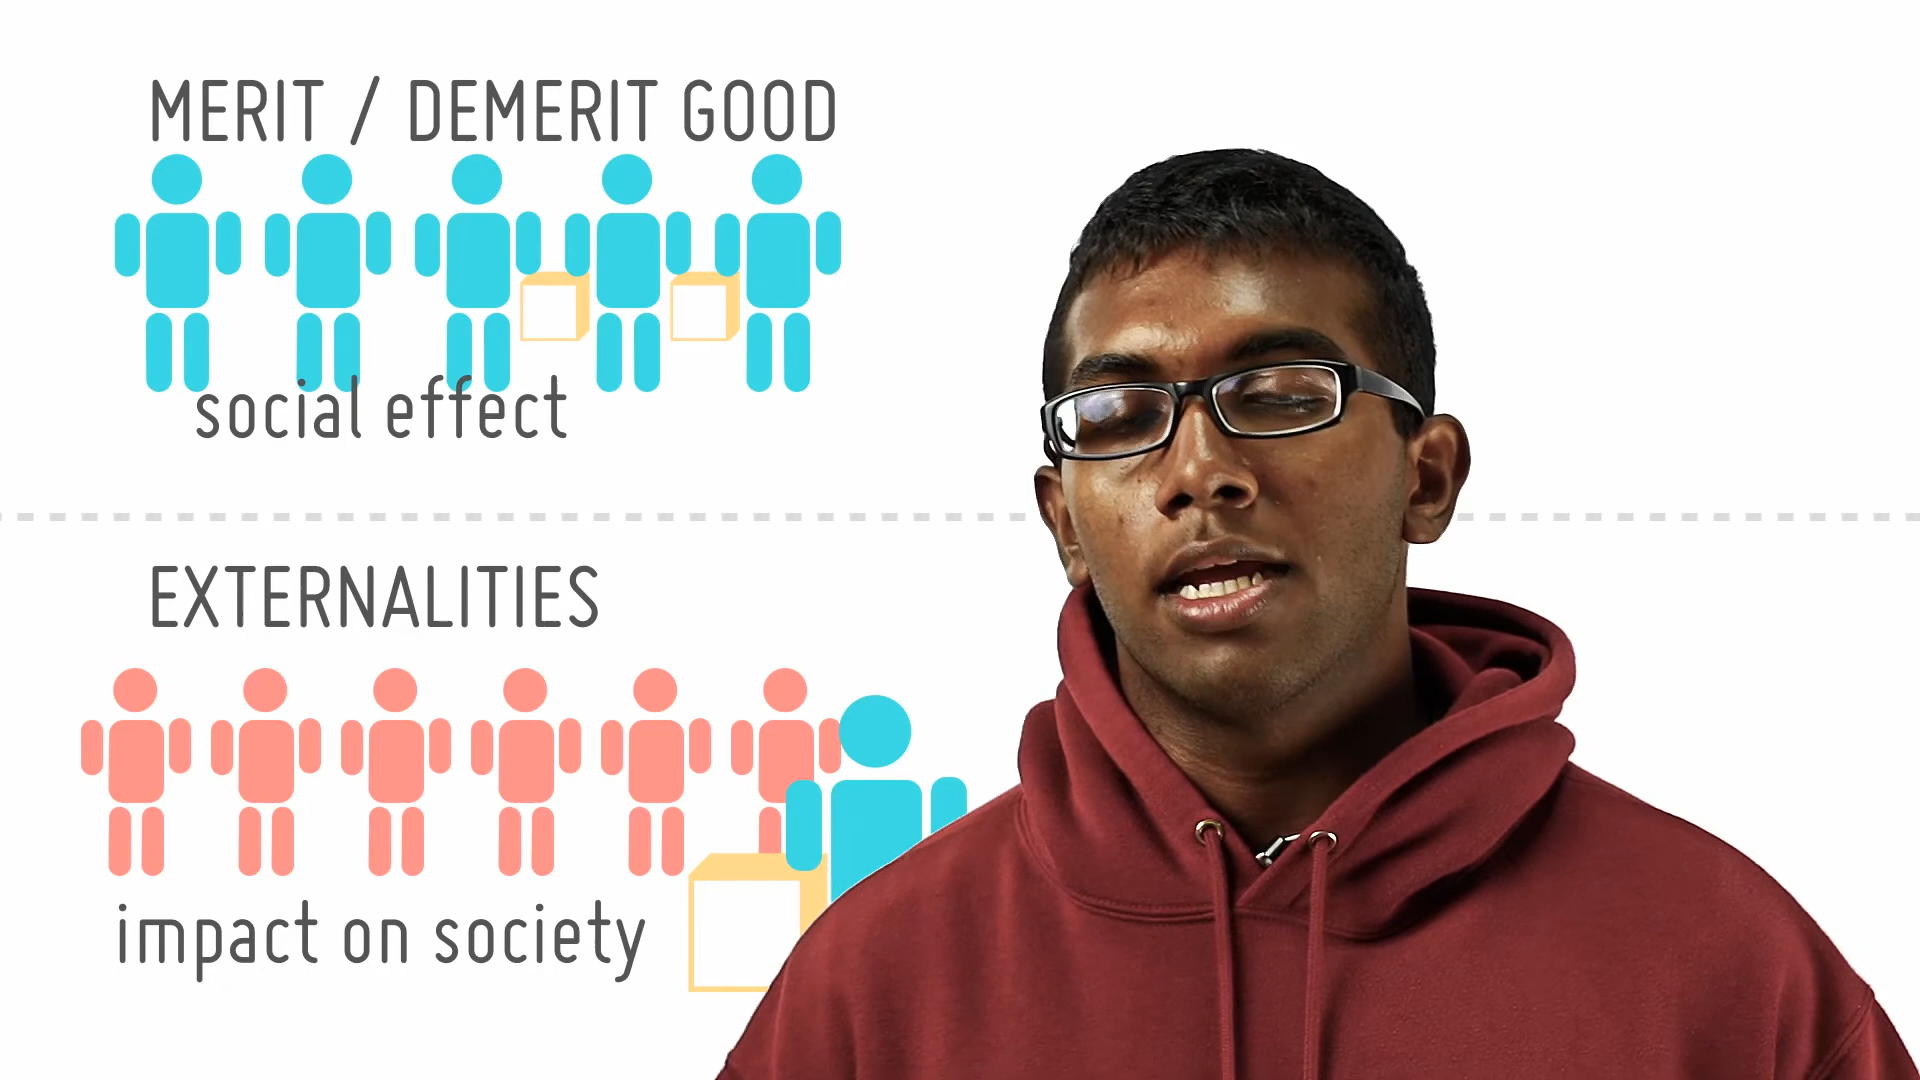 MERIT / DEMERIT GOOD
social effect
EXTERNALITIES
impact on society